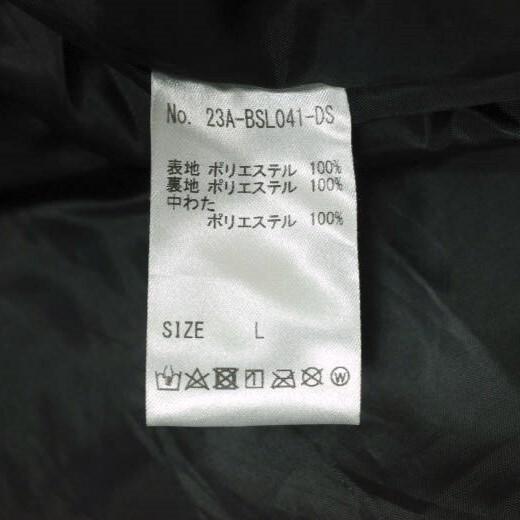 No. 23A-BSL041-DS
表地 ポリエステル 100%
裏地 ポリエステル 100%
中わた
ポリエステル 100%
SIZE L
W